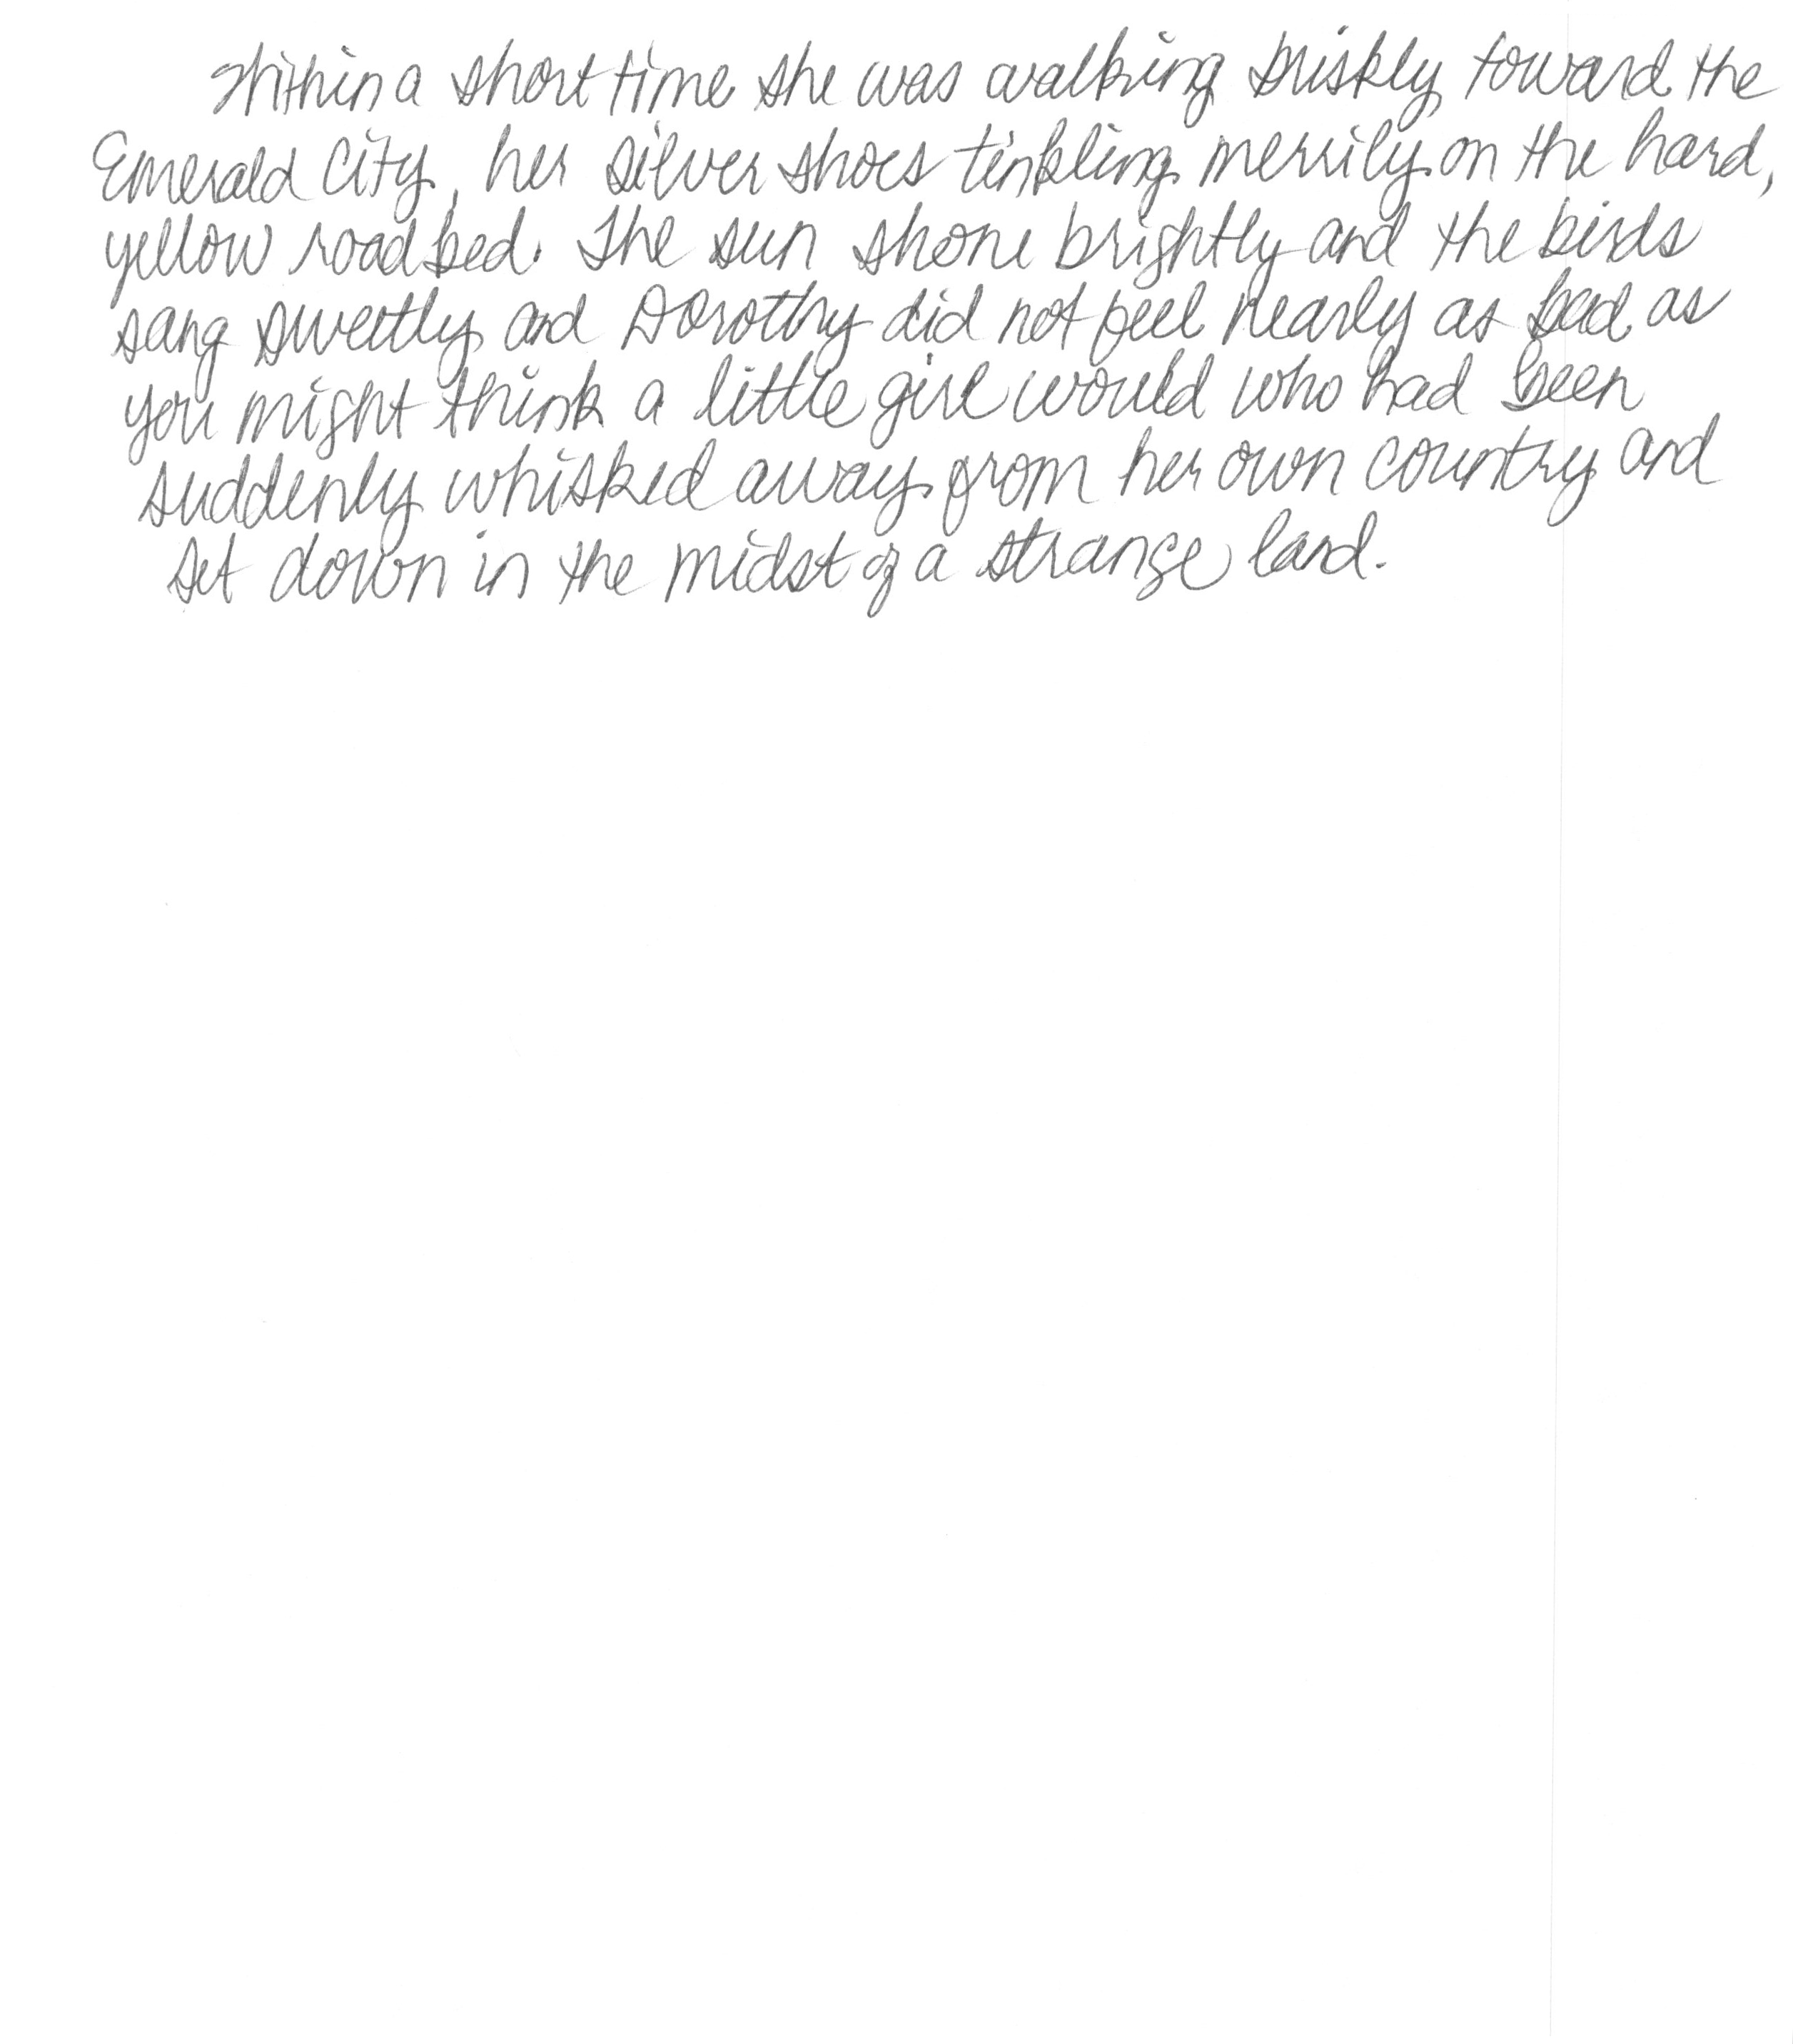 Within a short time she was walking briskly toward the
Emerald City, her silver shoes tinkling merrily on the hard,
yellow roadbed. The sun shone brightly and the birds
sang sweetly and Dorothy did not feel nearly as bad as
you might think a little girl would who had been
suddenly whisked away from her own country and
set down in the midst of a strange land.